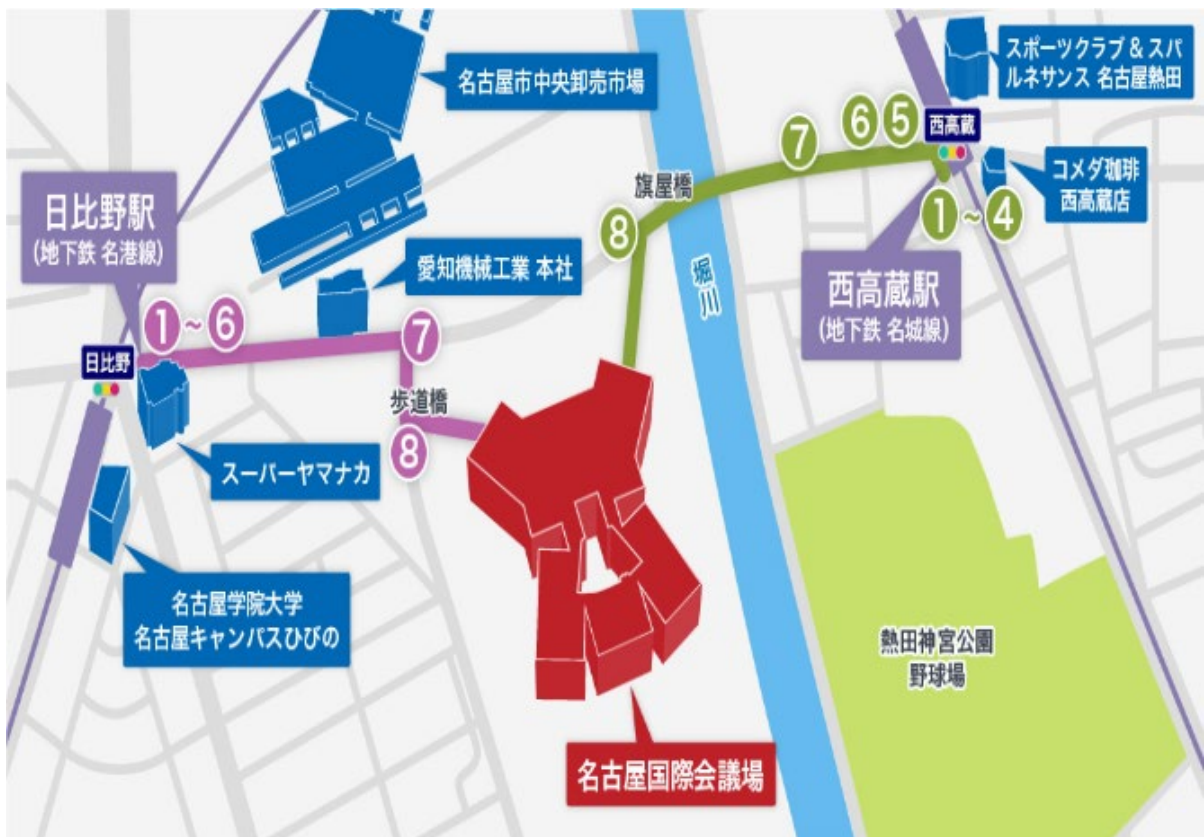 スポーツクラブ & スパ
ルネサンス 名古屋熱田
名古屋市中央卸売市場
⑦
⑥
⑤
西高蔵
コメダ珈琲
西高蔵店
旗屋橋
⑧
①~④
日比野駅
(地下鉄 名港線)
愛知機械工業 本社
堀川
西高蔵駅
(地下鉄 名城線)
①~⑥
⑦
日比野
歩道橋
⑧
スーパーヤマナカ
名古屋学院大学
名古屋キャンパスひびの
熱田神宮公園
野球場
名古屋国際会議場